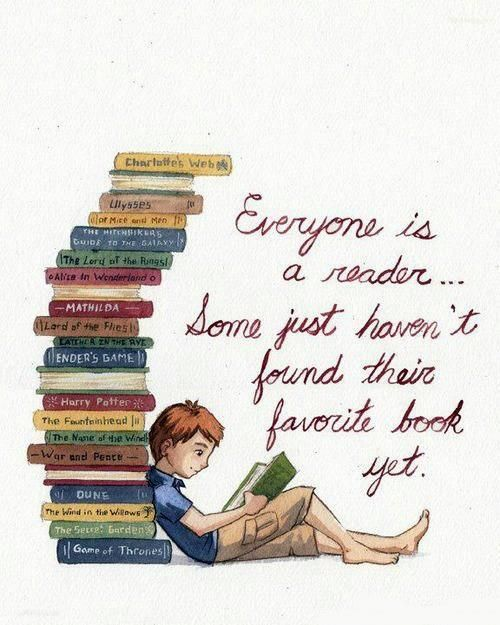 Charlotte's Web
Ulysses
Of Mice and Men
THE HITCHHIKERS
GUIDE TO THE GALAXY
The Lord of the Rings
Alice In Wonderland
MATHILDA
Lord of the Flies
CATCHER IN THE RYE
ENDER'S GAME
Harry Potter
The Fountainhead
The Name of the Wind
War and Peace
DUNE
The Wind in the Willows
The Secret Garden
Game of Thrones
Everyone is
a reader...
Some just haven't
found their
favorite book
yet.